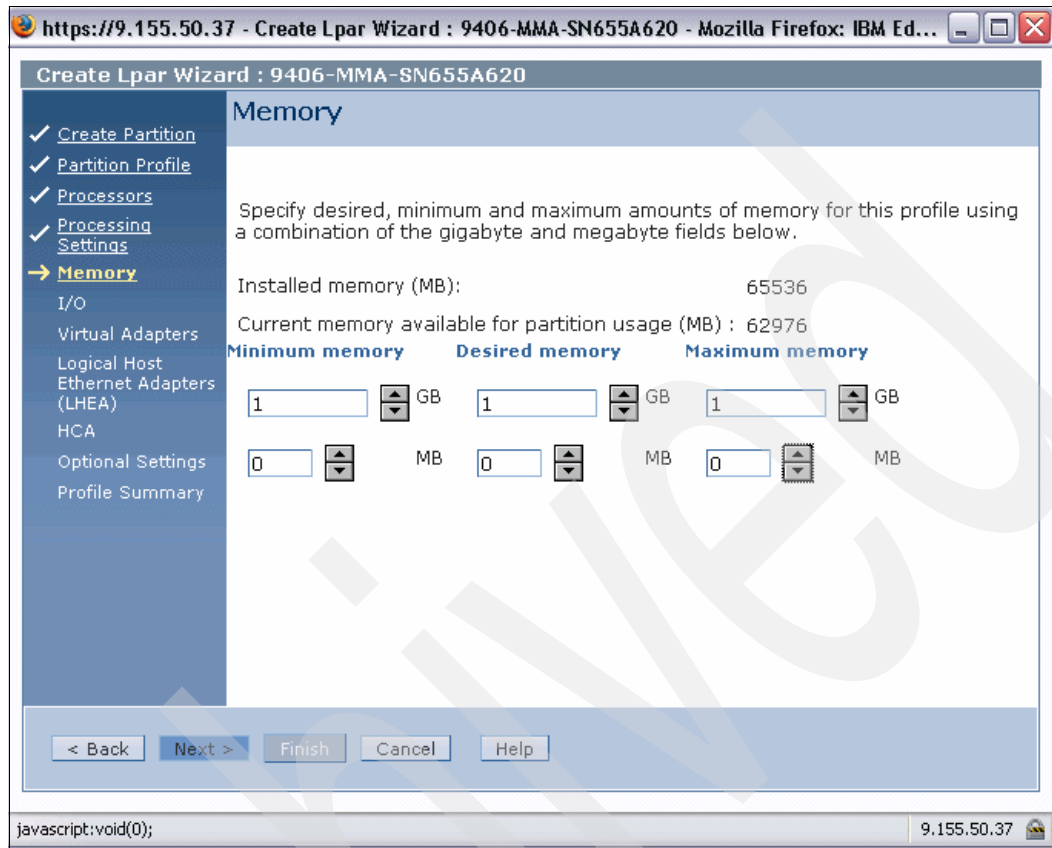 https://9.155.50.37 - Create Lpar Wizard : 9406-MMA-SN655A620 - Mozilla Firefox: IBM Ed...
Create Lpar Wizard : 9406-MMA-SN655A620
Create Partition
Partition Profile
Processors
Processing
Settings
Memory
I/O
Virtual Adapters
Logical Host
Ethernet Adapters
(LHEA)
HCA
Optional Settings
Profile Summary
Memory
Specify desired, minimum and maximum amounts of memory for this profile using
a combination of the gigabyte and megabyte fields below.
Installed memory (MB): 65536
Current memory available for partition usage (MB) : 62976
Minimum memory Desired memory Maximum memory
1 GB 1 GB 1 GB
0 MB 0 MB 0 MB
< Back Next > Finish Cancel Help
javascript:void(0); 9.155.50.37